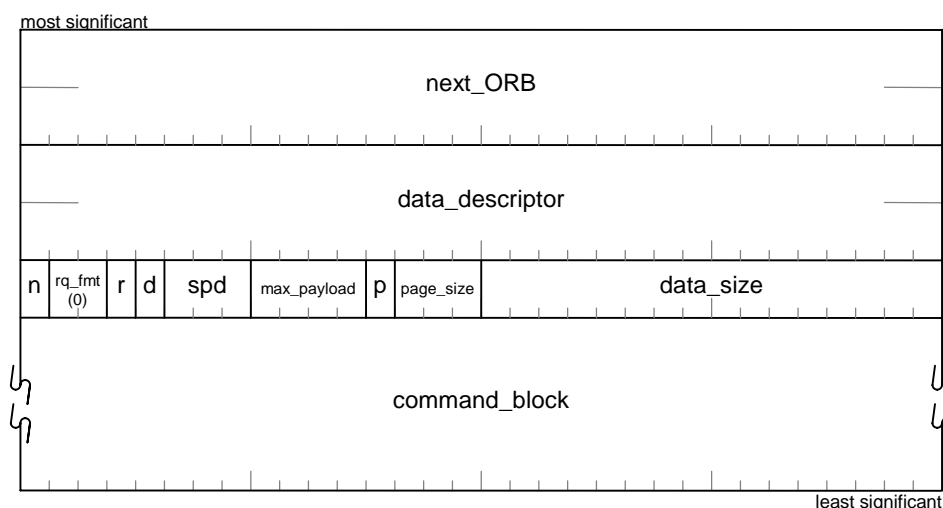 most significant
next_ORB
data_descriptor
n rq_fmt (0) r d spd max_payload p page_size data_size
command_block
least significant